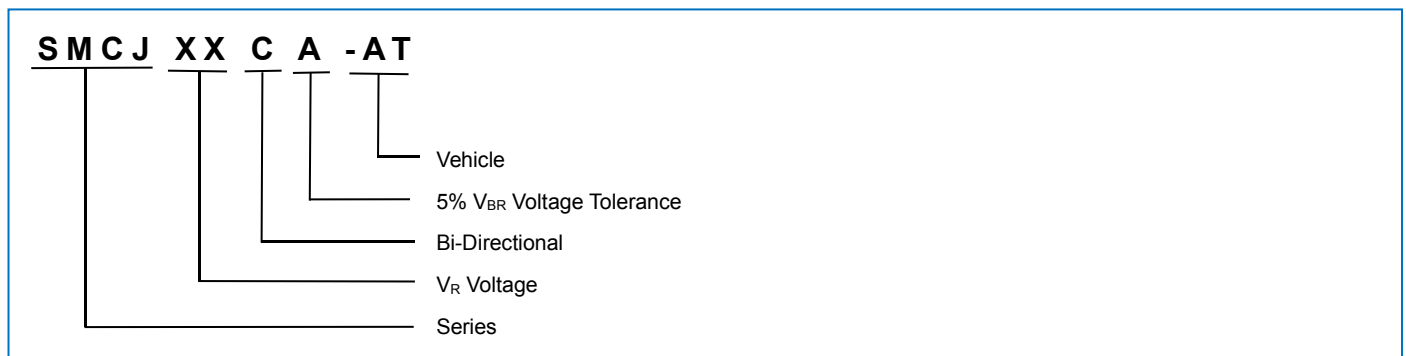 SMCJ XX C A -AT
Vehicle
5% VBR Voltage Tolerance
Bi-Directional
VR Voltage
Series